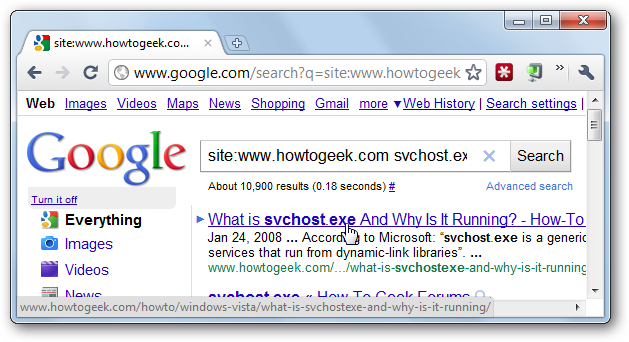 site:www.howtogeek.co...
www.google.com/search?q=site:www.howtogeek
Web Images Videos Maps News Shopping Gmail more ▼ Web History | Search settings |
Google
site:www.howtogeek.com svchost.ex
Search
About 10,900 results (0.18 seconds) #
Advanced search
Turn it off
Everything
Images
Videos
News
What is svchost.exe And Why Is It Running? - How-To
Jan 24, 2008 ... According to Microsoft: “svchost.exe is a generic
services that run from dynamic-link libraries”. ...
www.howtogeek.com/.../what-is-svchostexe-and-why-is-it-running
svchost.exe « How-To Geek Forums
www.howtogeek.com/howto/windows-vista/what-is-svchostexe-and-why-is-it-running/